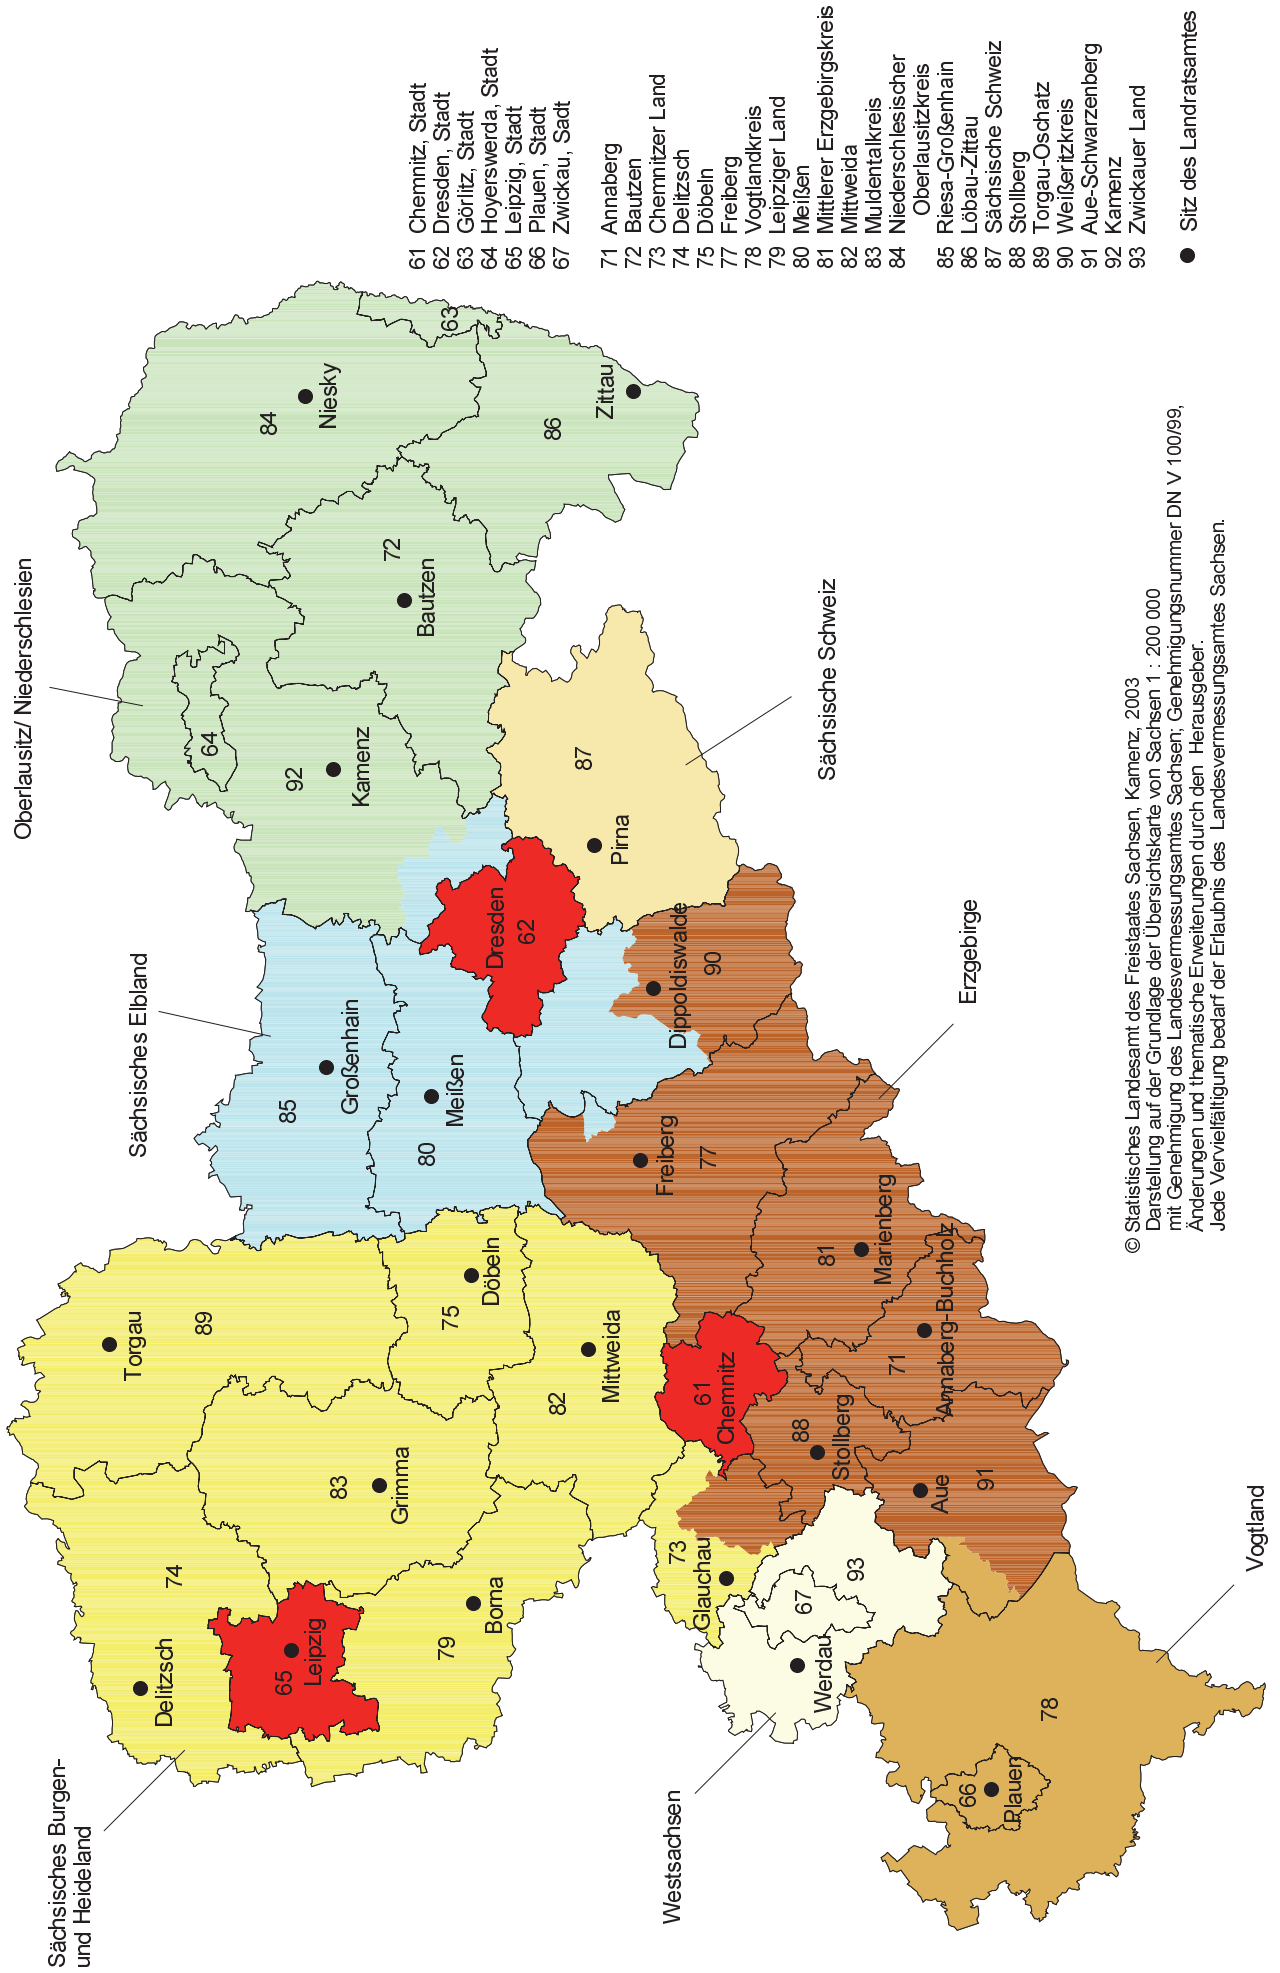 Sächsisches Burgen-
und Heideland
Sächsisches Elbland
Oberlausitz/ Niederschlesien
Westsachsen
Vogtland
Erzgebirge
Sächsische Schweiz
Delitzsch
74
65
Leipzig
79
Borna
83
Grimma
Torgau
89
75
Döbeln
82
Mittweida
85
Großenhain
80
Meißen
Dresden
62
92
Kamenz
64
72
Bautzen
84
Niesky
63
86
Zittau
87
Pirna
Dippoldiswalde
90
Freiberg
77
81
Marienberg
71
Annaberg-Buchholz
61
Chemnitz
88
Stollberg
Aue
91
73
Glauchau
67
93
Werdau
66
Plauen
78
61 Chemnitz, Stadt
62 Dresden, Stadt
63 Görlitz, Stadt
64 Hoyerswerda, Stadt
65 Leipzig, Stadt
66 Plauen, Stadt
67 Zwickau, Sadt
71 Annaberg
72 Bautzen
73 Chemnitzer Land
74 Delitzsch
75 Döbeln
77 Freiberg
78 Vogtlandkreis
79 Leipziger Land
80 Meißen
81 Mittlerer Erzgebirgskreis
82 Mittweida
83 Muldentalkreis
84 Niederschlesischer
Oberlausitzkreis
85 Riesa-Großenhain
86 Löbau-Zittau
87 Sächsische Schweiz
88 Stollberg
89 Torgau-Oschatz
90 Weißeritzkreis
91 Aue-Schwarzenberg
92 Kamenz
93 Zwickauer Land
Sitz des Landratsamtes
© Statistisches Landesamt des Freistaates Sachsen, Kamenz, 2003
Darstellung auf der Grundlage der Übersichtskarte von Sachsen 1 : 200 000
mit Genehmigung des Landesvermessungsamtes Sachsen; Genehmigungsnummer DN V 100/99,
Änderungen und thematische Erweiterungen durch den Herausgeber.
Jede Vervielfältigung bedarf der Erlaubnis des Landesvermessungsamtes Sachsen.